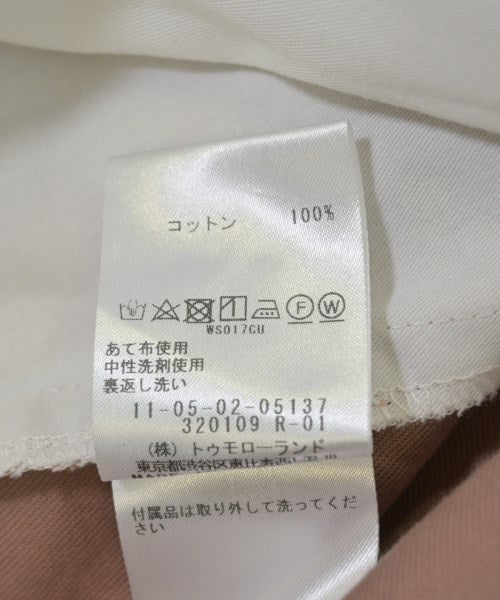 コットン 100%
F W
WS017CU
あて布使用
中性洗剤使用
裏返し洗い
11-05-02-05137
320109 R-01
(株) トゥモローランド
東京都渋谷区東比
付属品は取り外して洗ってくだ
さい